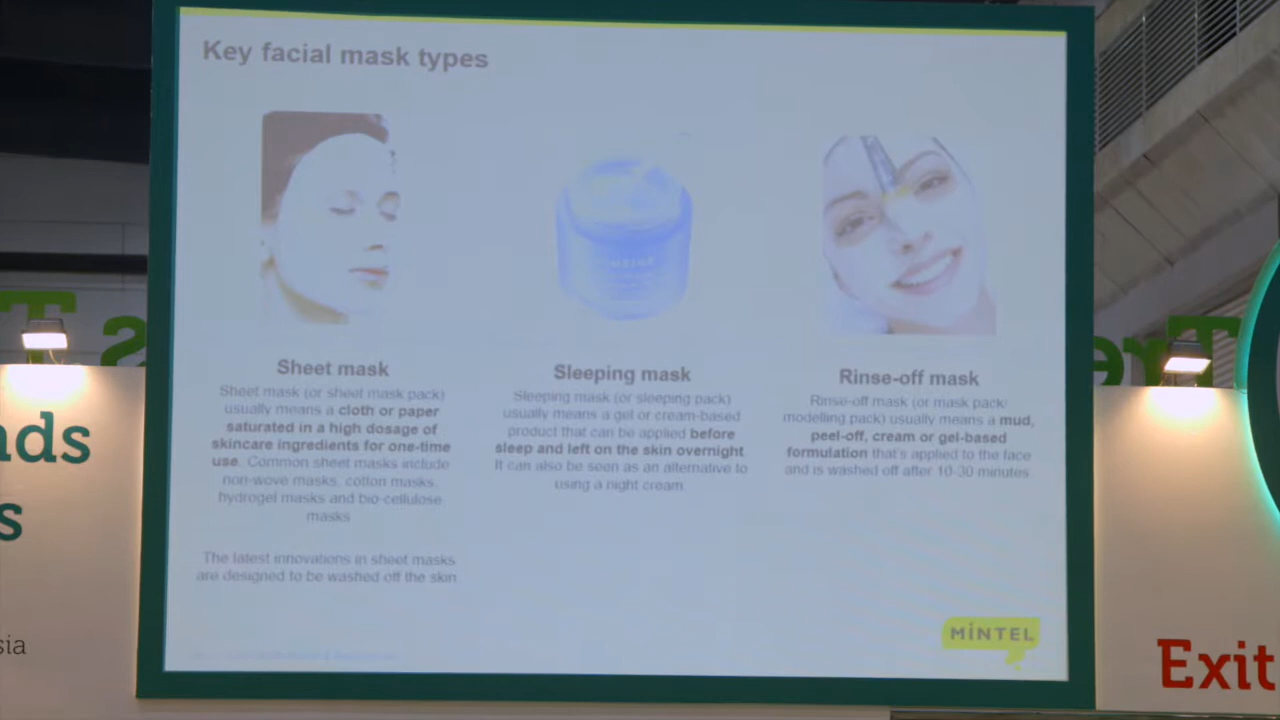 Key facial mask types
Sheet mask
Sheet mask (or sheet mask pack)
usually means a cloth or paper
saturated in a high dosage of
skincare ingredients for one-time
use. Common sheet masks include
non-wove masks, cotton masks,
hydrogel masks and bio-cellulose
masks
The latest innovations in sheet masks
are designed to be washed off the skin
Sleeping mask
Sleeping mask (or sleeping pack)
usually means a gel or cream-based
product that can be applied before
sleep and left on the skin overnight
It can also be seen as an alternative to
using a night cream
Rinse-off mask
Rinse-off mask (or mask pack/
modelling pack) usually means a mud,
peel-off, cream or gel-based
formulation that's applied to the face
and is washed off after 10-30 minutes
MINTEL
nds
s
sia
s T
Tre
Exit